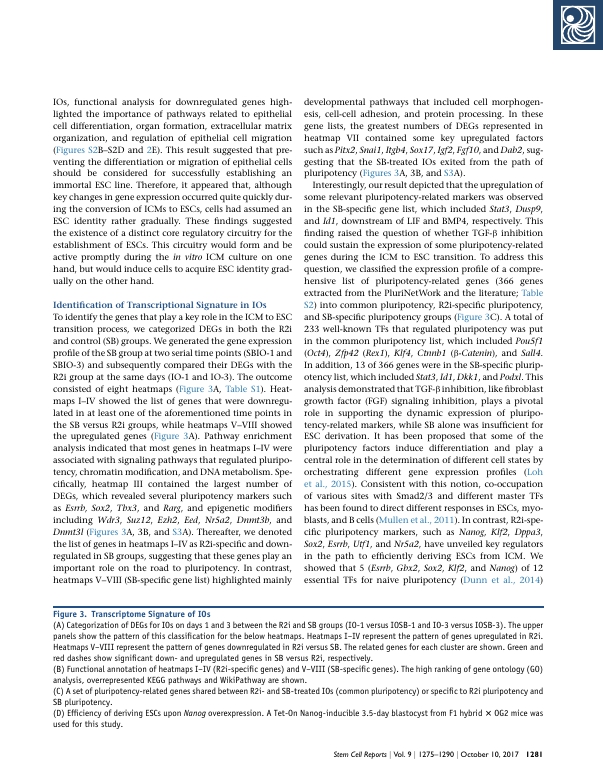 IOs, functional analysis for downregulated genes high-
lighted the importance of pathways related to epithelial
cell differentiation, organ formation, extracellular matrix
organization, and regulation of epithelial cell migration
(Figures S2B–S2D and 2E). This result suggested that pre-
venting the differentiation or migration of epithelial cells
should be considered for successfully establishing an
immortal ESC line. Therefore, it appeared that, although
key changes in gene expression occurred quite quickly dur-
ing the conversion of ICMs to ESCs, cells had assumed an
ESC identity rather gradually. These findings suggested
the existence of a distinct core regulatory circuitry for the
establishment of ESCs. This circuitry would form and be
active promptly during the in vitro ICM culture on one
hand, but would induce cells to acquire ESC identity grad-
ually on the other hand.
Identification of Transcriptional Signature in IOs
To identify the genes that play a key role in the ICM to ESC
transition process, we categorized DEGs in both the R2i
and control (SB) groups. We generated the gene expression
profile of the SB group at two serial time points (SBIO-1 and
SBIO-3) and subsequently compared their DEGs with the
R2i group at the same days (IO-1 and IO-3). The outcome
consisted of eight heatmaps (Figure 3A, Table S1). Heat-
maps I–IV showed the list of genes that were downregu-
lated in at least one of the aforementioned time points in
the SB versus R2i groups, while heatmaps V–VIII showed
the upregulated genes (Figure 3A). Pathway enrichment
analysis indicated that most genes in heatmaps I–IV were
associated with signaling pathways that regulated pluripo-
tency, chromatin modification, and DNA metabolism. Spe-
cifically, heatmap III contained the largest number of
DEGs, which revealed several pluripotency markers such
as Esrrb, Sox2, Tbx3, and Rarg, and epigenetic modifiers
including Wdr3, Suz12, Ezh2, Eed, Nr5a2, Dnmt3b, and
Dnmt3l (Figures 3A, 3B, and S3A). Thereafter, we denoted
the list of genes in heatmaps I–IV as R2i-specific and down-
regulated in SB groups, suggesting that these genes play an
important role on the road to pluripotency. In contrast,
heatmaps V–VIII (SB-specific gene list) highlighted mainly
developmental pathways that included cell morphogen-
esis, cell-cell adhesion, and protein processing. In these
gene lists, the greatest numbers of DEGs represented in
heatmap VII contained some key upregulated factors
such as Pitx2, Snai1, Itgb4, Sox17, Igf2, Fgf10, and Dab2, sug-
gesting that the SB-treated IOs exited from the path of
pluripotency (Figures 3A, 3B, and S3A).
Interestingly, our result depicted that the upregulation of
some relevant pluripotency-related markers was observed
in the SB-specific gene list, which included Stat3, Dusp9,
and Id1, downstream of LIF and BMP4, respectively. This
finding raised the question of whether TGF-β inhibition
could sustain the expression of some pluripotency-related
genes during the ICM to ESC transition. To address this
question, we classified the expression profile of a compre-
hensive list of pluripotency-related genes (366 genes
extracted from the PluriNetWork and the literature; Table
S2) into common pluripotency, R2i-specific pluripotency,
and SB-specific pluripotency groups (Figure 3C). A total of
233 well-known TFs that regulated pluripotency was put
in the common pluripotency list, which included Pou5f1
(Oct4), Zfp42 (Rex1), Klf4, Ctnnb1 (β-Catenin), and Sall4.
In addition, 13 of 366 genes were in the SB-specific plurip-
otency list, which included Stat3, Id1, Dkk1, and Podxl. This
analysis demonstrated that TGF-β inhibition, like fibroblast
growth factor (FGF) signaling inhibition, plays a pivotal
role in supporting the dynamic expression of pluripo-
tency-related markers, while SB alone was insufficient for
ESC derivation. It has been proposed that some of the
pluripotency factors induce differentiation and play a
central role in the determination of different cell states by
orchestrating different gene expression profiles (Loh
et al., 2015). Consistent with this notion, co-occupation
of various sites with Smad2/3 and different master TFs
has been found to direct different responses in ESCs, myo-
blasts, and B cells (Mullen et al., 2011). In contrast, R2i-spe-
cific pluripotency markers, such as Nanog, Klf2, Dppa3,
Sox2, Esrrb, Utf1, and Nr5a2, have unveiled key regulators
in the path to efficiently deriving ESCs from ICM. We
showed that 5 (Esrrb, Gbx2, Sox2, Klf2, and Nanog) of 12
essential TFs for naive pluripotency (Dunn et al., 2014)
Figure 3. Transcriptome Signature of IOs
(A) Categorization of DEGs for IOs on days 1 and 3 between the R2i and SB groups (IO-1 versus IOSB-1 and IO-3 versus IOSB-3). The upper
panels show the pattern of this classification for the below heatmaps. Heatmaps I–IV represent the pattern of genes upregulated in R2i.
Heatmaps V–VIII represent the pattern of genes downregulated in R2i versus SB. The related genes for each cluster are shown. Green and
red dashes show significant down- and upregulated genes in SB versus R2i, respectively.
(B) Functional annotation of heatmaps I–IV (R2i-specific genes) and V–VIII (SB-specific genes). The high ranking of gene ontology (GO)
analysis, overrepresented KEGG pathways and WikiPathway are shown.
(C) A set of pluripotency-related genes shared between R2i- and SB-treated IOs (common pluripotency) or specific to R2i pluripotency and
SB pluripotency.
(D) Efficiency of deriving ESCs upon Nanog overexpression. A Tet-On Nanog-inducible 3.5-day blastocyst from F1 hybrid × OG2 mice was
used for this study.
Stem Cell Reports | Vol. 9 | 1275–1290 | October 10, 2017 1281